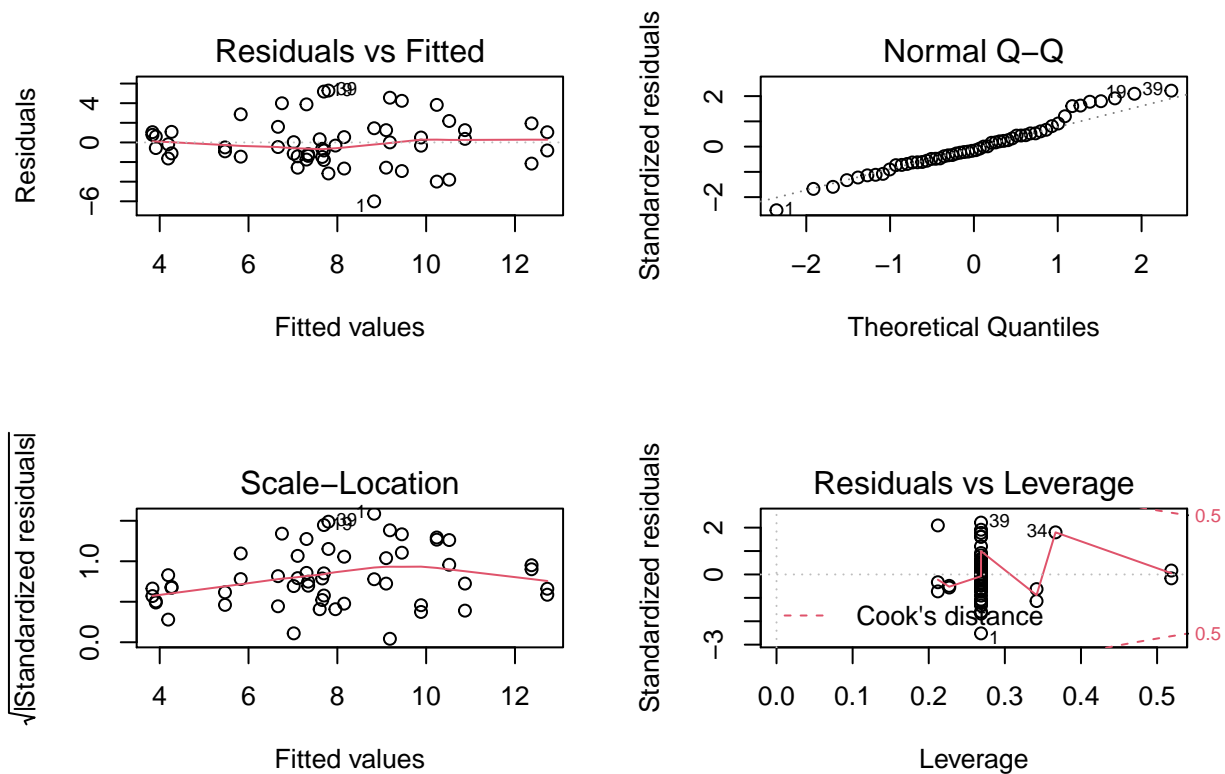 Residuals vs Fitted
Residuals
4
0
−6
39
19
1
4 6 8 10 12
Fitted values
Normal Q−Q
Standardized residuals
2
0
−2
19 39
1
−2 −1 0 1 2
Theoretical Quantiles
Scale−Location
√|Standardized residuals|
1.0
0.0
1
39
19
4 6 8 10 12
Fitted values
Residuals vs Leverage
Standardized residuals
2
0
−3
39
34
1
0.5
0.5
Cook's distance
0.0 0.1 0.2 0.3 0.4 0.5
Leverage